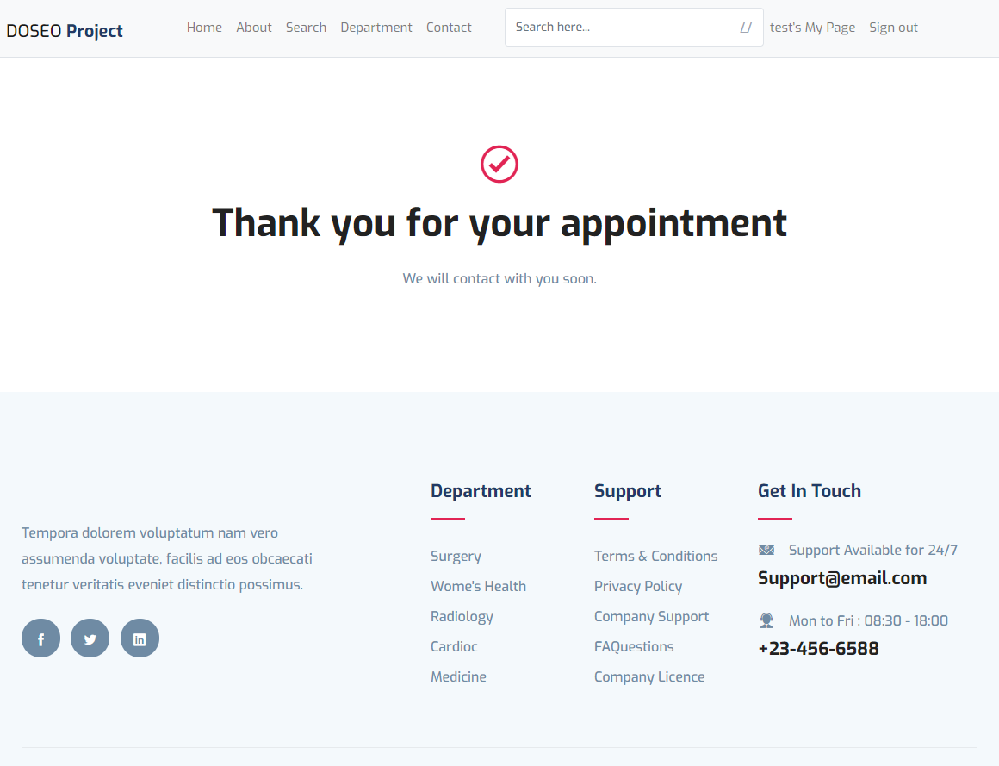 DOSEO Project
Home About Search Department Contact
Search here...
test's My Page Sign out
Thank you for your appointment
We will contact with you soon.
Tempora dolorem voluptatum nam vero
assumenda voluptate, facilis ad eos obcaecati
tenetur veritatis eveniet distinctio possimus.
Department
Surgery
Wome's Health
Radiology
Cardioc
Medicine
Support
Terms & Conditions
Privacy Policy
Company Support
FAQuestions
Company Licence
Get In Touch
Support Available for 24/7
Support@email.com
Mon to Fri : 08:30 - 18:00
+23-456-6588